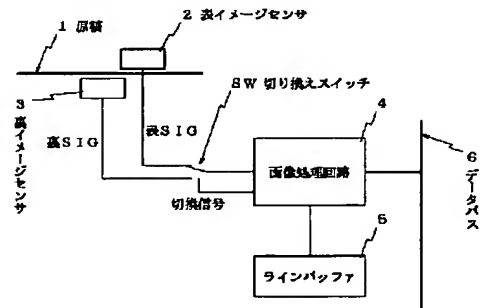 1 原稿
2 表イメージセンサ
SW 切り換えスイッチ
3 裏イメージセンサ
裏SIG
表SIG
切換信号
4
画像処理回路
5
ラインバッファ
6 データバス